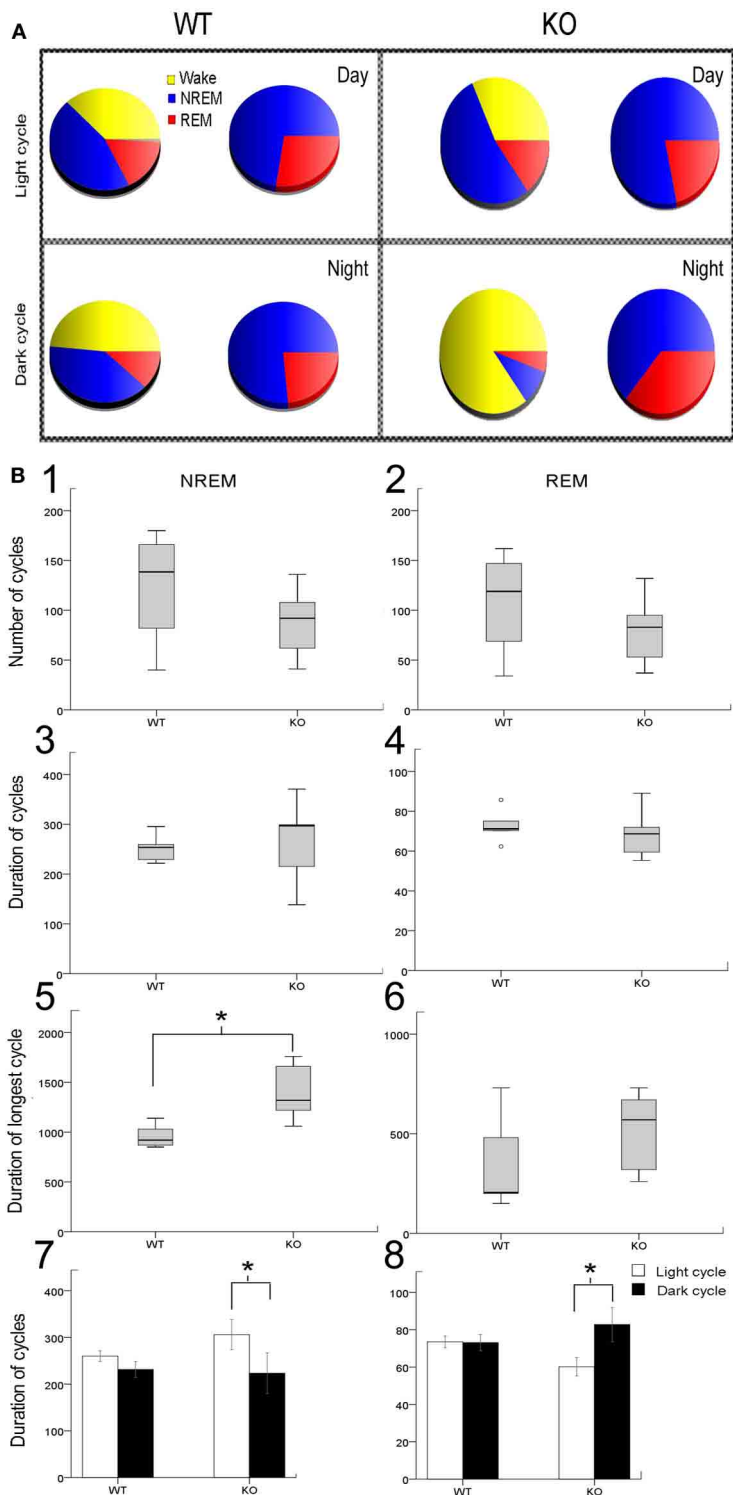 WT KO
A
Wake
NREM
REM
Day
Day
Light cycle
Night
Night
Dark cycle
B
1 NREM
Number of cycles
200
150
100
50
0
WT KO
2 REM
200
150
100
50
0
WT KO
3
Duration of cycles
400
300
200
100
0
WT KO
4
100
80
60
40
20
0
WT KO
5
Duration of longest cycle
2000
1500
1000
500
0
*
WT KO
6
1000
500
0
WT KO
7
Duration of cycles
400
300
200
100
0
*
WT KO
8
Light cycle
Dark cycle
100
80
60
40
20
0
*
WT KO